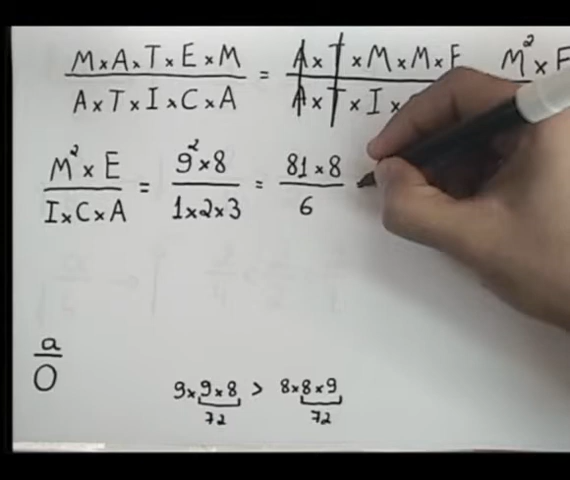 M×A×T×E×M / A×T×I×C×A = A×T×M×M×E / A×T×I× M²×E
M²×E / I×C×A = 9²×8 / 1×2×3 = 81×8 / 6
a / 0
9×9×8 > 8×8×9
72 72